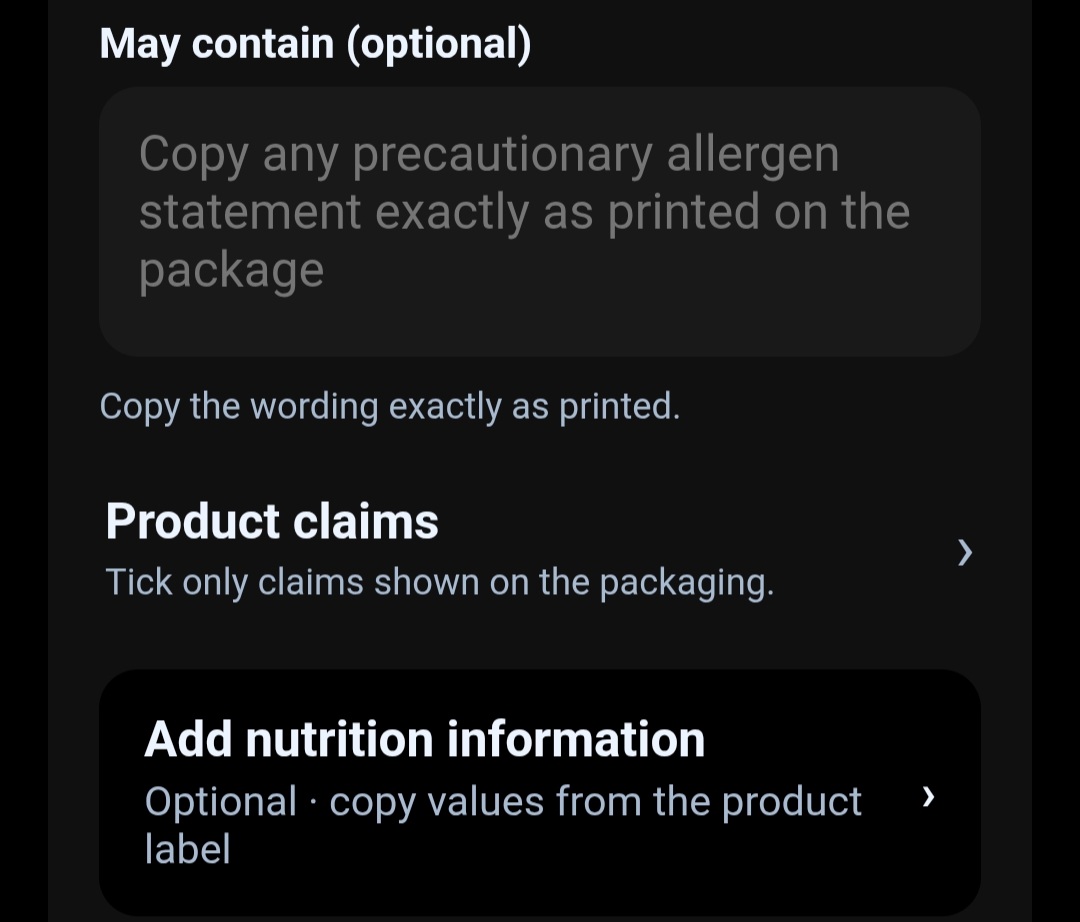 May contain (optional)
Copy any precautionary allergen
statement exactly as printed on the
package
Copy the wording exactly as printed.
Product claims
Tick only claims shown on the packaging.
Add nutrition information
Optional · copy values from the product
label